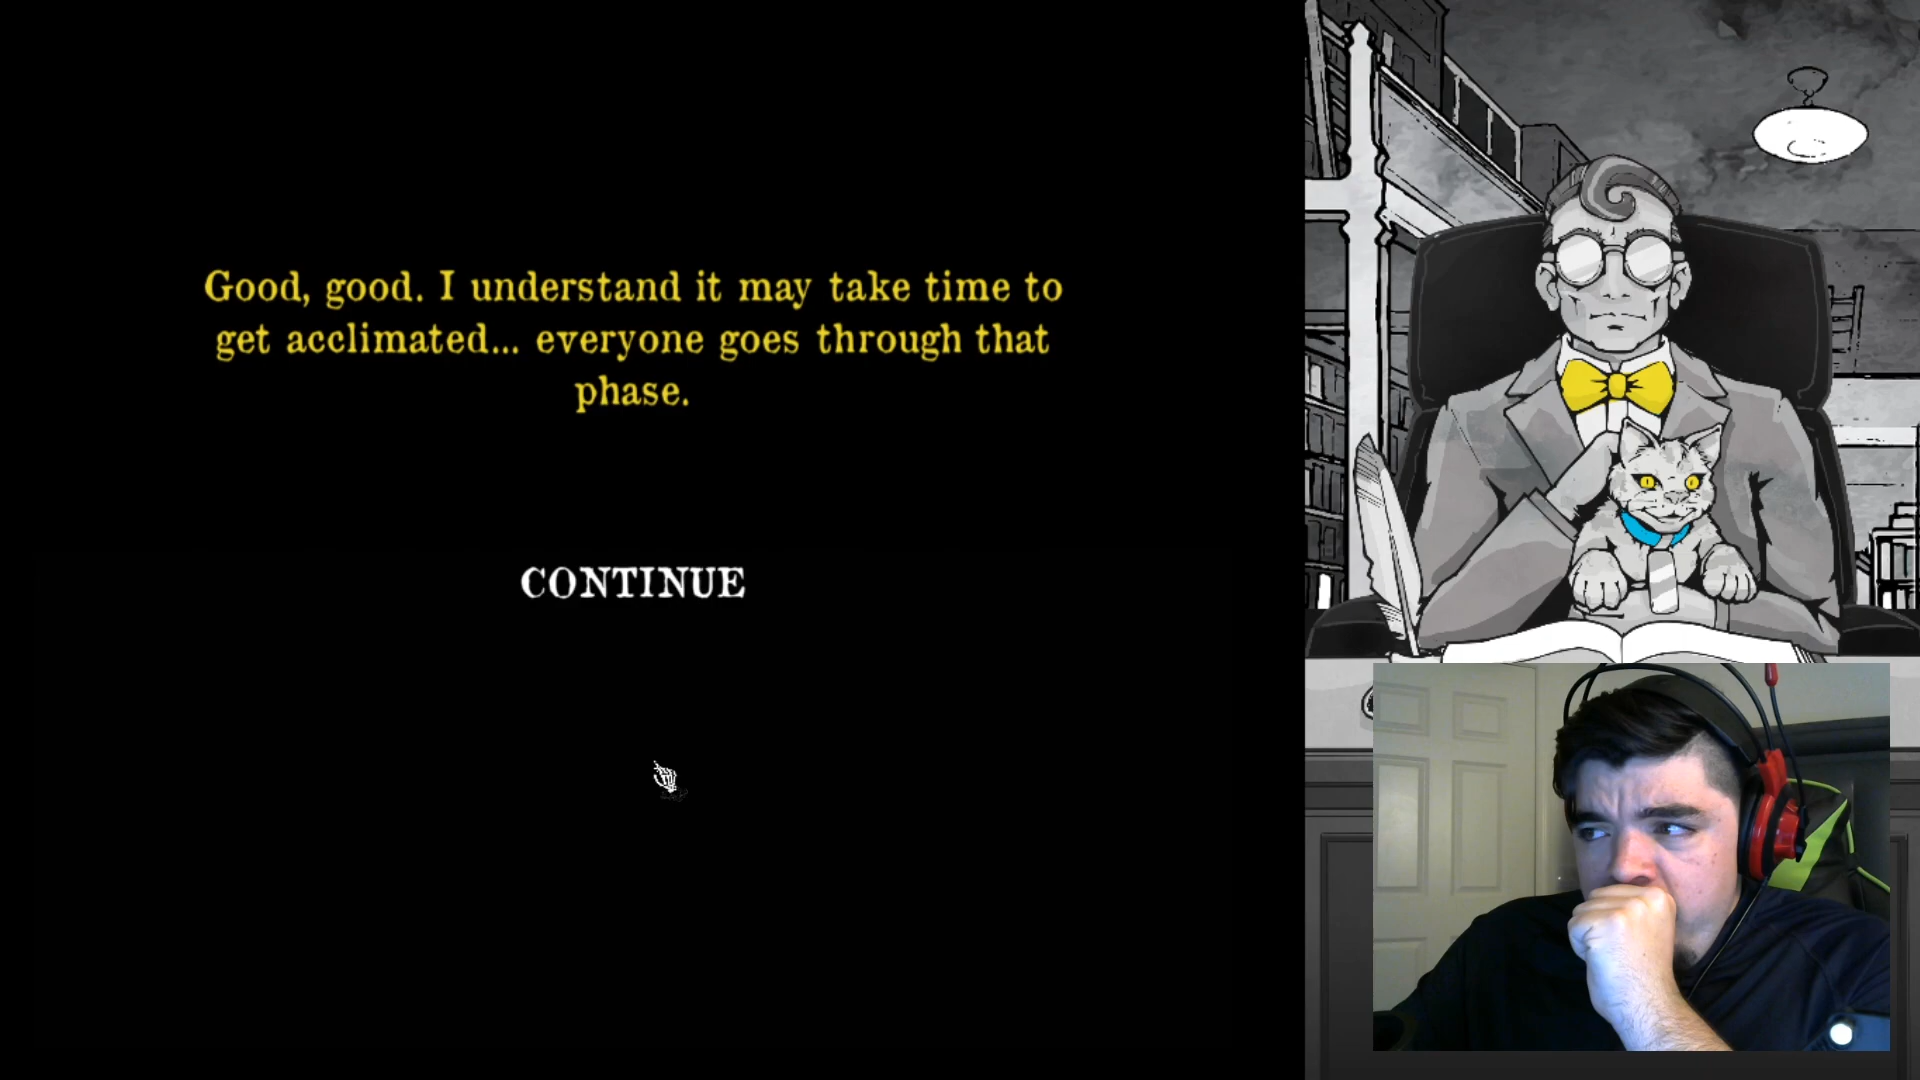 Good, good. I understand it may take time to
get acclimated... everyone goes through that
phase.
CONTINUE